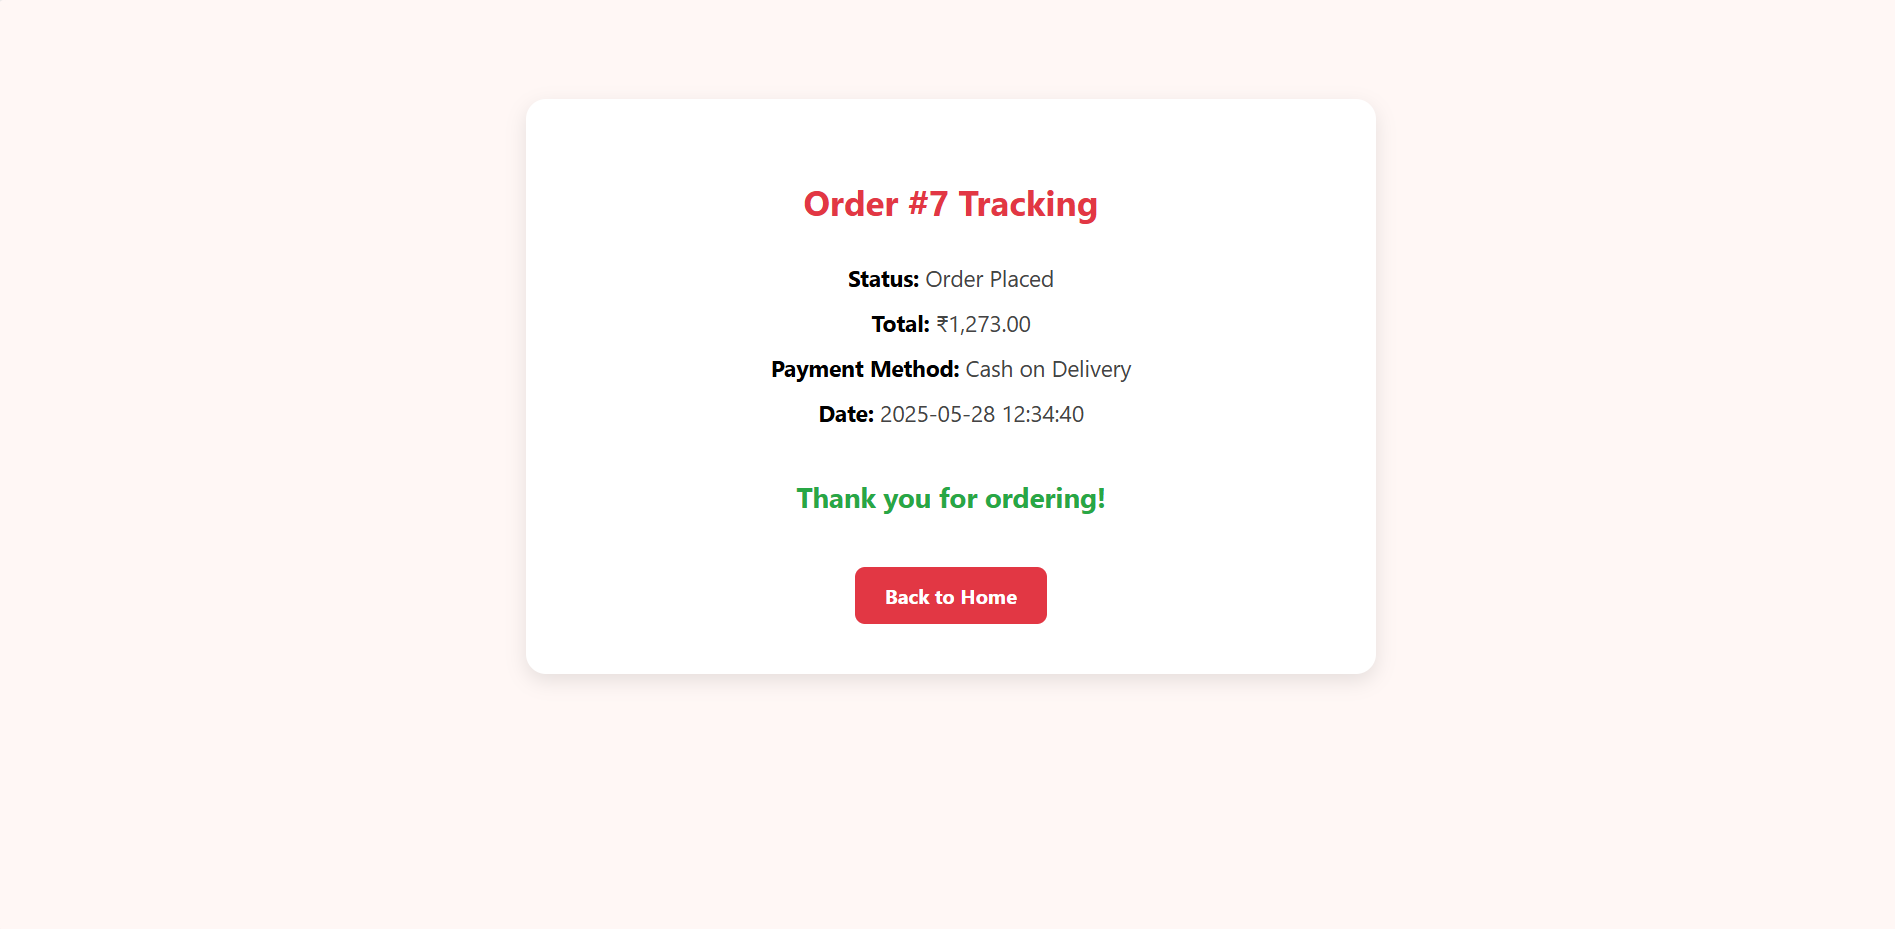 Order #7 Tracking
Status: Order Placed
Total: ₹1,273.00
Payment Method: Cash on Delivery
Date: 2025-05-28 12:34:40
Thank you for ordering!
Back to Home